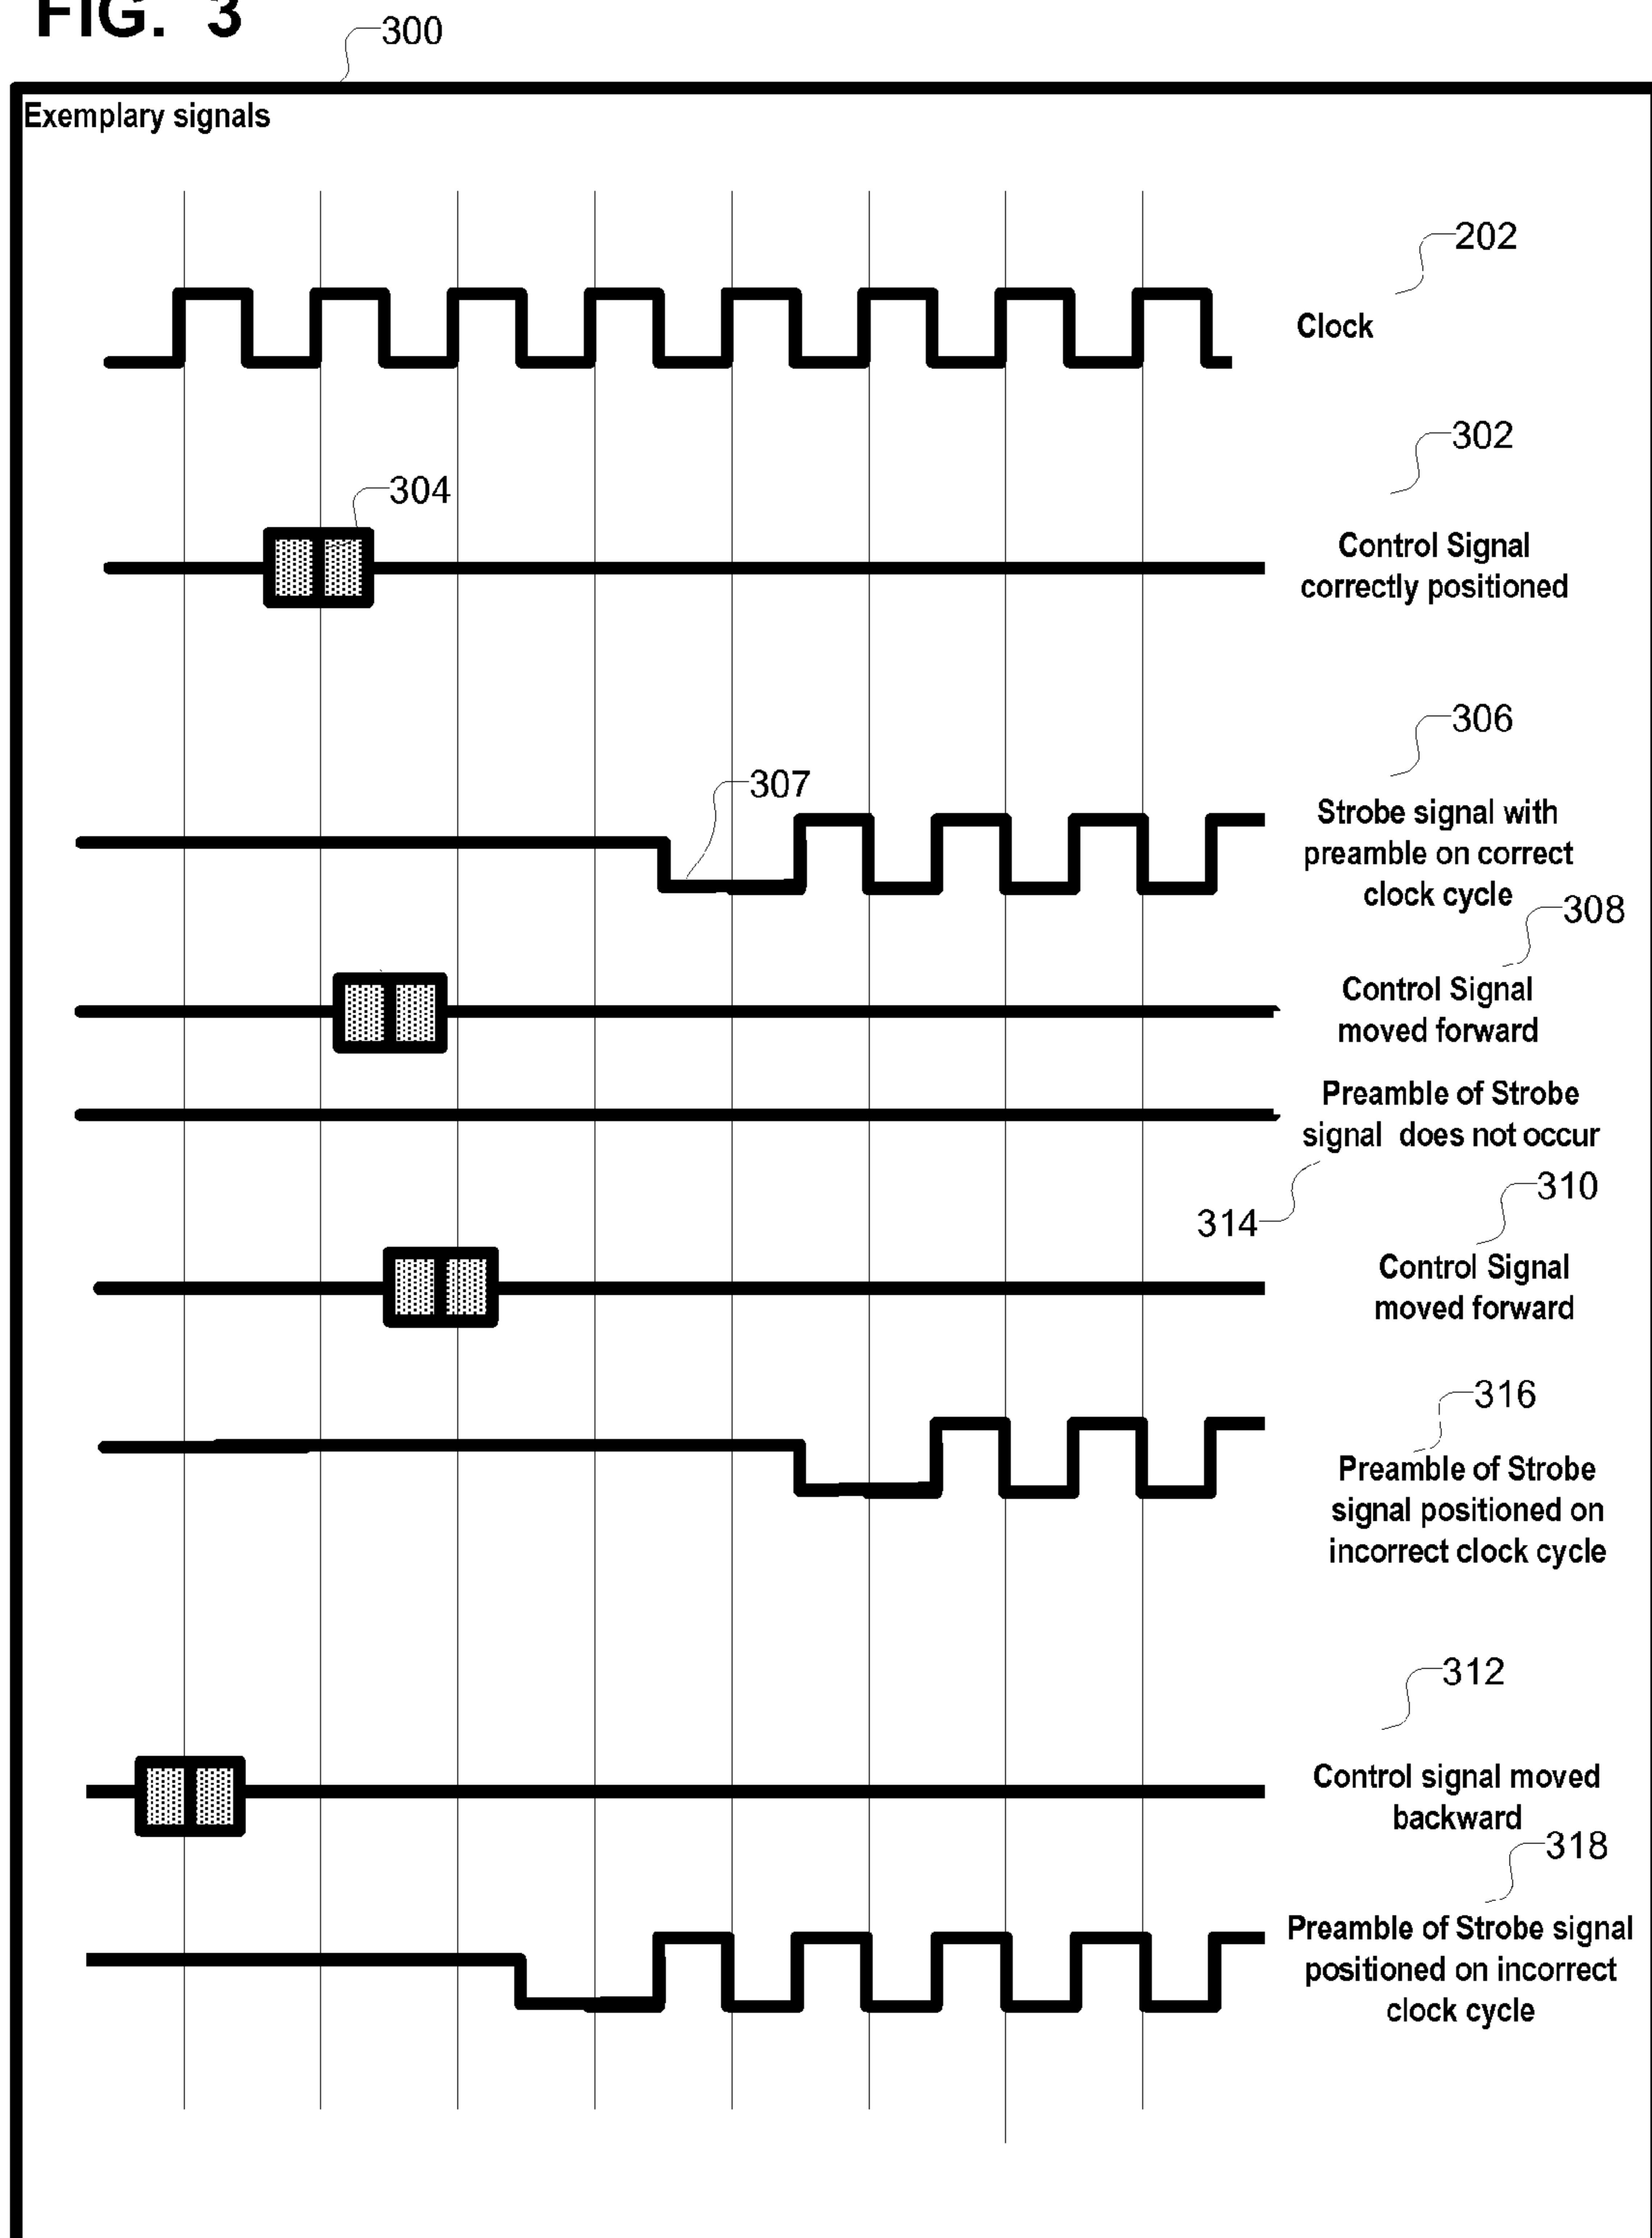 FIG. 3
300
Exemplary signals
202
Clock
302
304
Control Signal
correctly positioned
306
307
Strobe signal with
preamble on correct
clock cycle
308
Control Signal
moved forward
Preamble of Strobe
signal does not occur
310
314
Control Signal
moved forward
316
Preamble of Strobe
signal positioned on
incorrect clock cycle
312
Control signal moved
backward
318
Preamble of Strobe signal
positioned on incorrect
clock cycle